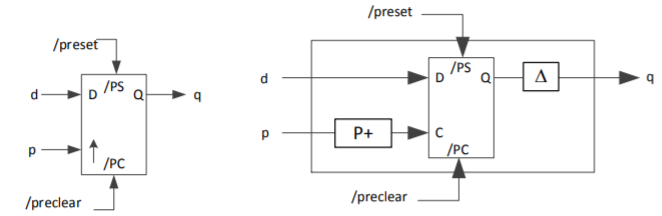 /preset
d D /PS Q q
p /PC
/preclear
/preset
d D /PS Q Δ q
p P+ C
/PC
/preclear